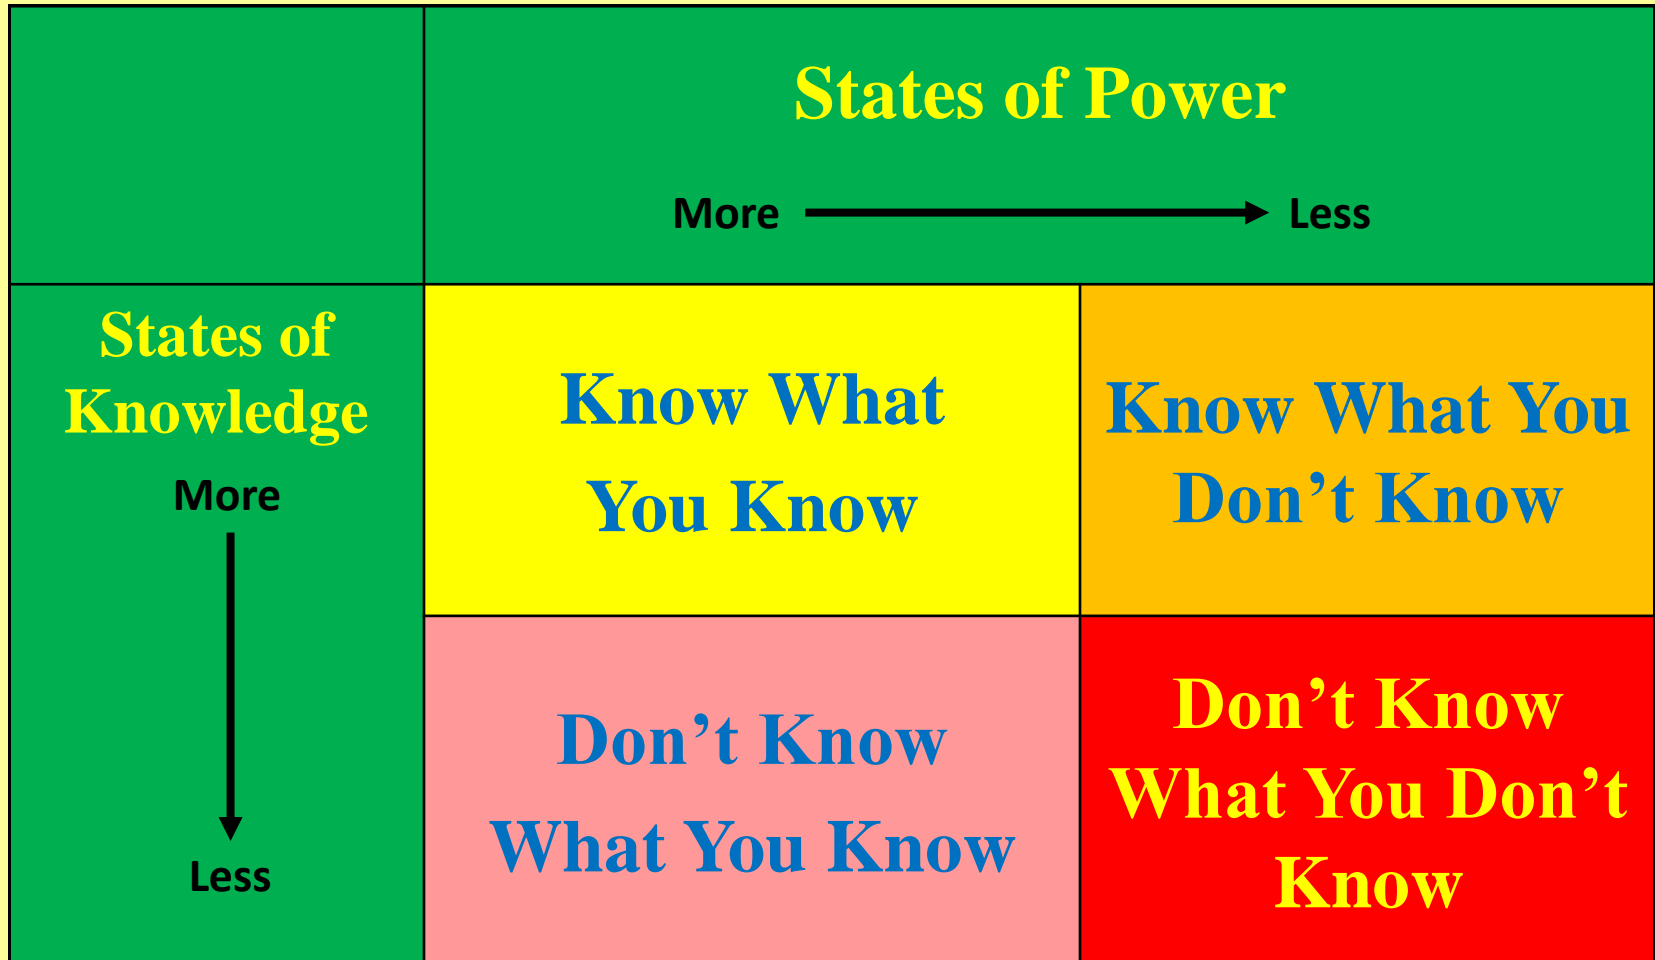 States of Power
More Less
States of
Knowledge
More
Less
Know What
You Know
Know What You
Don’t Know
Don’t Know
What You Know
Don’t Know
What You Don’t
Know